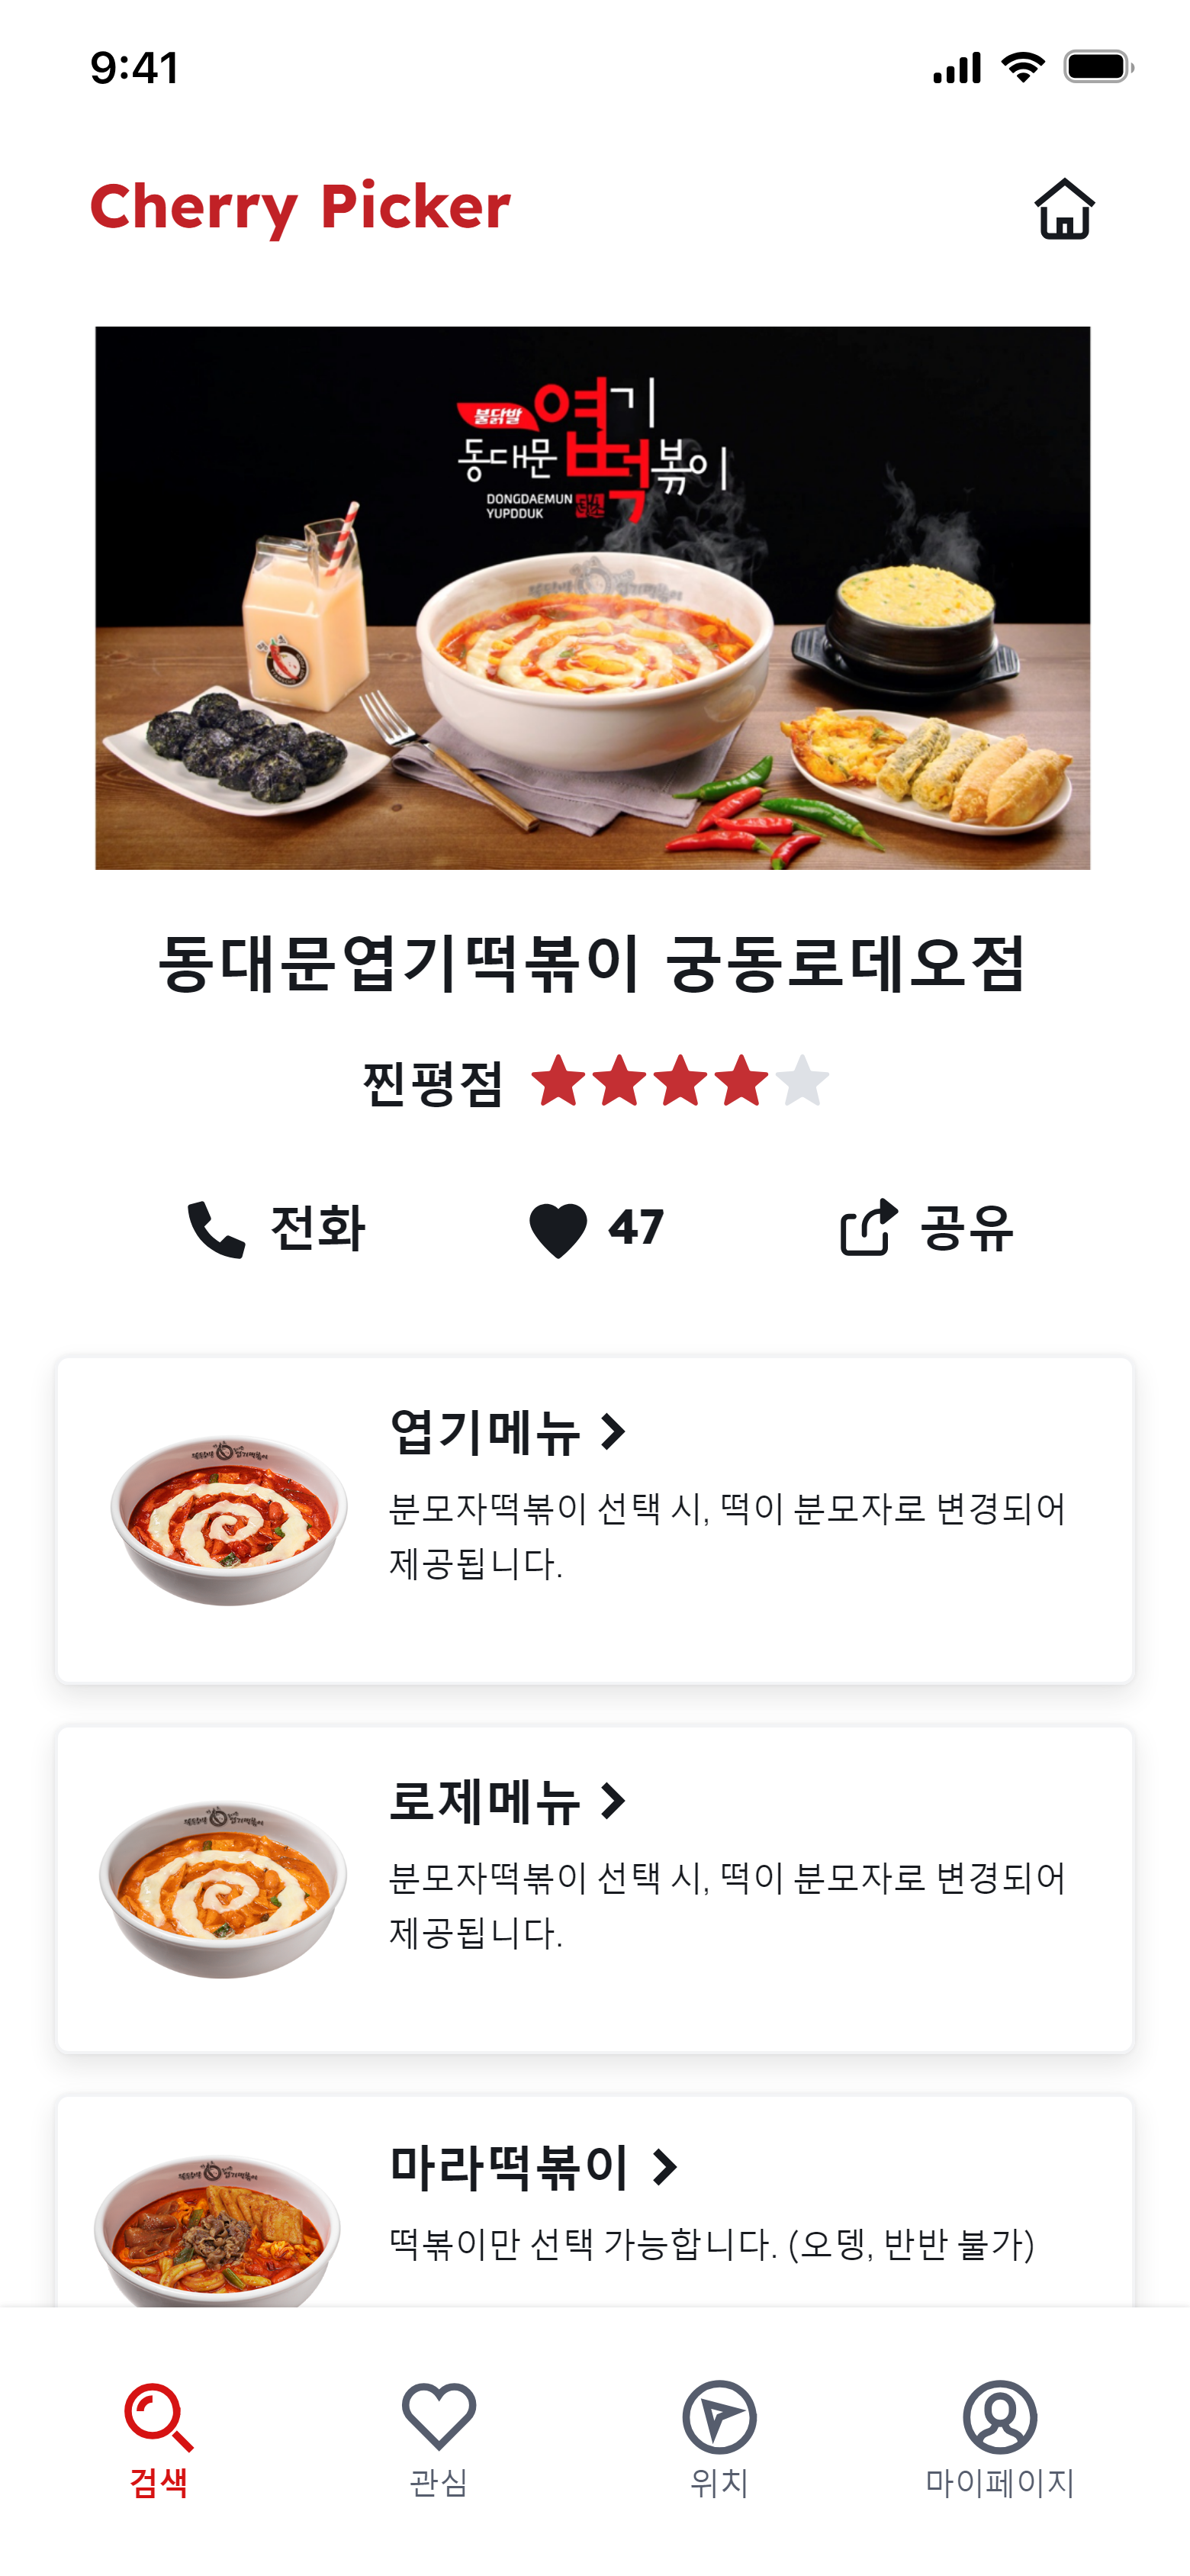 9:41
Cherry Picker
불닭발
엽기
동대문 떡볶이
DONGDAEMUN
YUPDDUK
동대문엽기떡볶이 궁동로데오점
찐평점
전화
47
공유
엽기메뉴
분모자떡볶이 선택 시, 떡이 분모자로 변경되어
제공됩니다.
로제메뉴
분모자떡볶이 선택 시, 떡이 분모자로 변경되어
제공됩니다.
마라떡볶이
떡볶이만 선택 가능합니다. (오뎅, 반반 불가)
검색
관심
위치
마이페이지